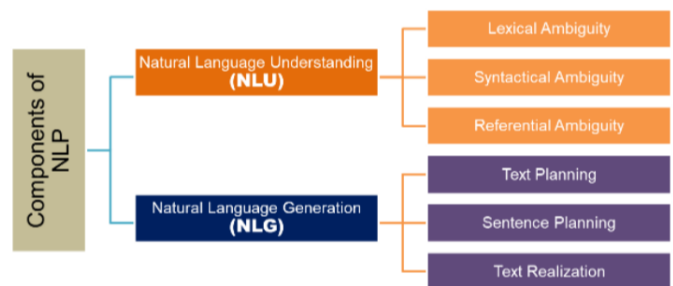 Components of
NLP
Natural Language Understanding
(NLU)
Lexical Ambiguity
Syntactical Ambiguity
Referential Ambiguity
Natural Language Generation
(NLG)
Text Planning
Sentence Planning
Text Realization